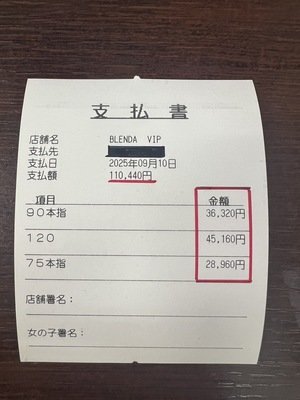 支 払 書
店舗名 BLENDA VIP
支払先
支払日 2025年09月10日
支払額 110,440円
項目 金額
90本指 36,320円
120 45,160円
75本指 28,960円
店舗署名：
女の子署名：